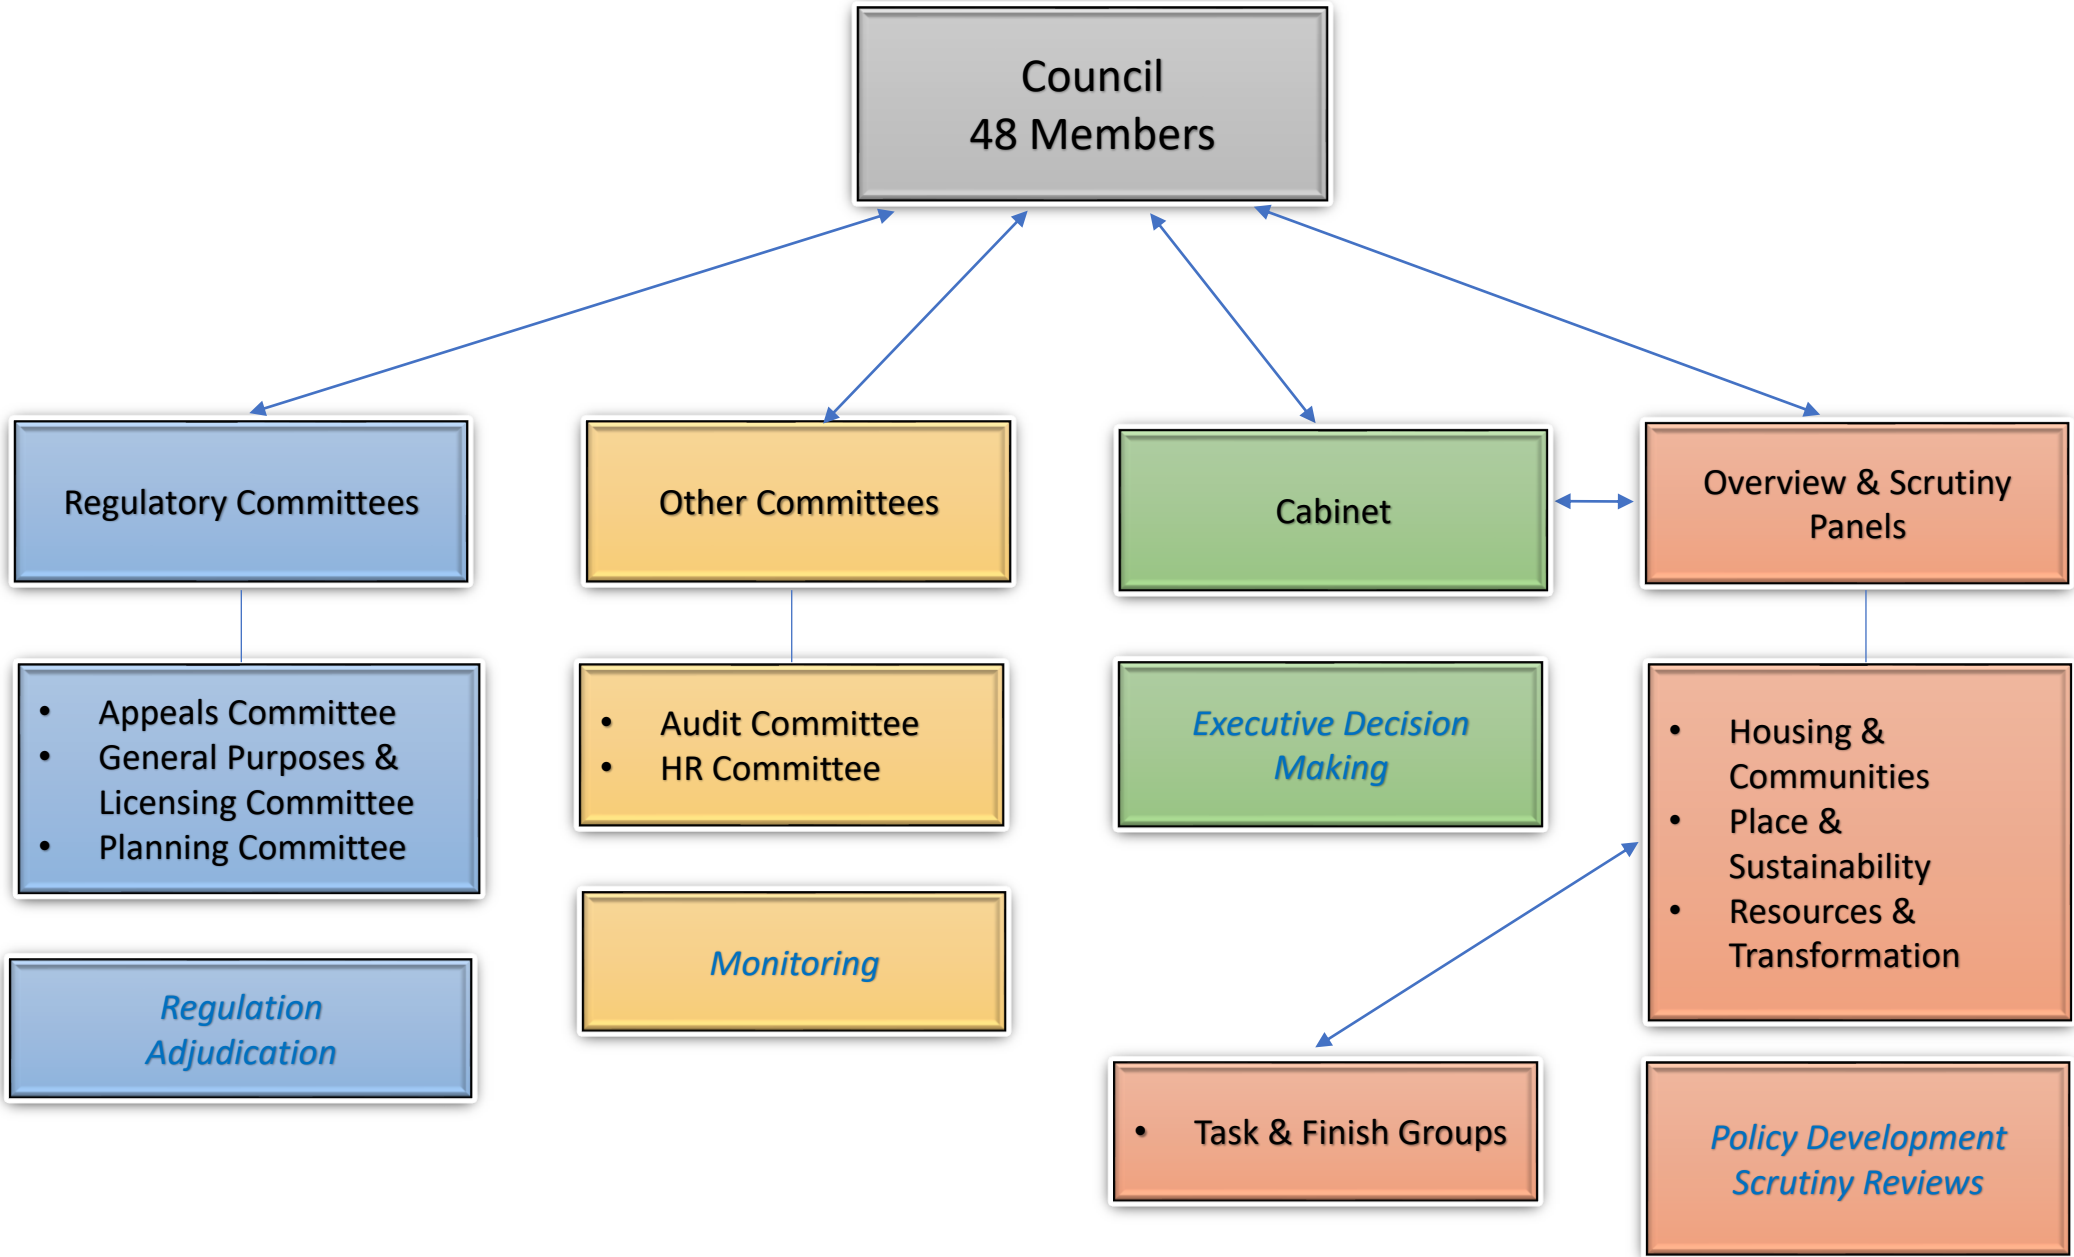 Council
48 Members
Regulatory Committees
Other Committees
Cabinet
Overview & Scrutiny
Panels
• Appeals Committee
• General Purposes &
Licensing Committee
• Planning Committee
• Audit Committee
• HR Committee
Executive Decision
Making
• Housing &
Communities
• Place &
Sustainability
• Resources &
Transformation
Regulation
Adjudication
Monitoring
• Task & Finish Groups
Policy Development
Scrutiny Reviews